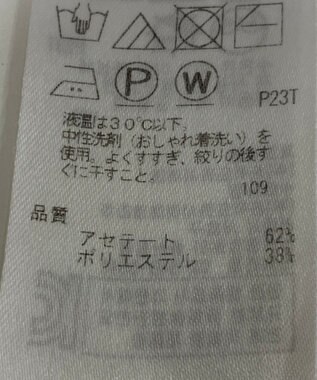 P
W
P23T
液温は30℃以下。
中性洗剤（おしゃれ着洗い）を
使用。よくすすぎ、絞りの後す
ぐに干すこと。
109
品質
アセテート 62%
ポリエステル 38%